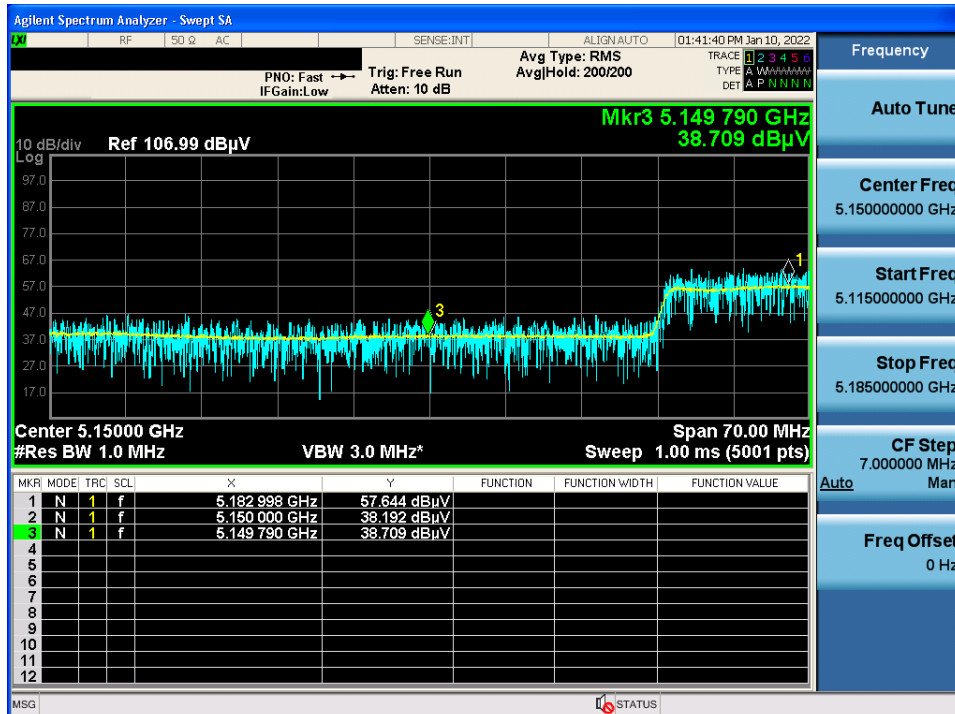 Agilent Spectrum Analyzer - Swept SA
LXI RF 50 Ω AC SENSE:INT ALIGN AUTO 01:41:40 PM Jan 10, 2022
Frequency
PNO: Fast Trig: Free Run Avg Type: RMS TRACE 1 2 3 4 5 6
IFGain:Low Atten: 10 dB Avg|Hold: 200/200 TYPE A W W W W W
DET A P N N N N
Mkr3 5.149 790 GHz
38.709 dBμV
10 dB/div Ref 106.99 dBμV
Log
97.0
87.0
77.0
67.0
57.0
47.0
37.0
27.0
17.0
1
3
Center 5.15000 GHz Span 70.00 MHz
#Res BW 1.0 MHz VBW 3.0 MHz* Sweep 1.00 ms (5001 pts)
MKR MODE TRC SCL X Y FUNCTION FUNCTION WIDTH FUNCTION VALUE
1 N 1 f 5.182 998 GHz 57.644 dBμV
2 N 1 f 5.150 000 GHz 38.192 dBμV
3 N 1 f 5.149 790 GHz 38.709 dBμV
4
5
6
7
8
9
10
11
12
MSG STATUS
Auto Tune
Center Freq
5.150000000 GHz
Start Freq
5.115000000 GHz
Stop Freq
5.185000000 GHz
CF Step
7.000000 MHz
Auto Man
Freq Offset
0 Hz